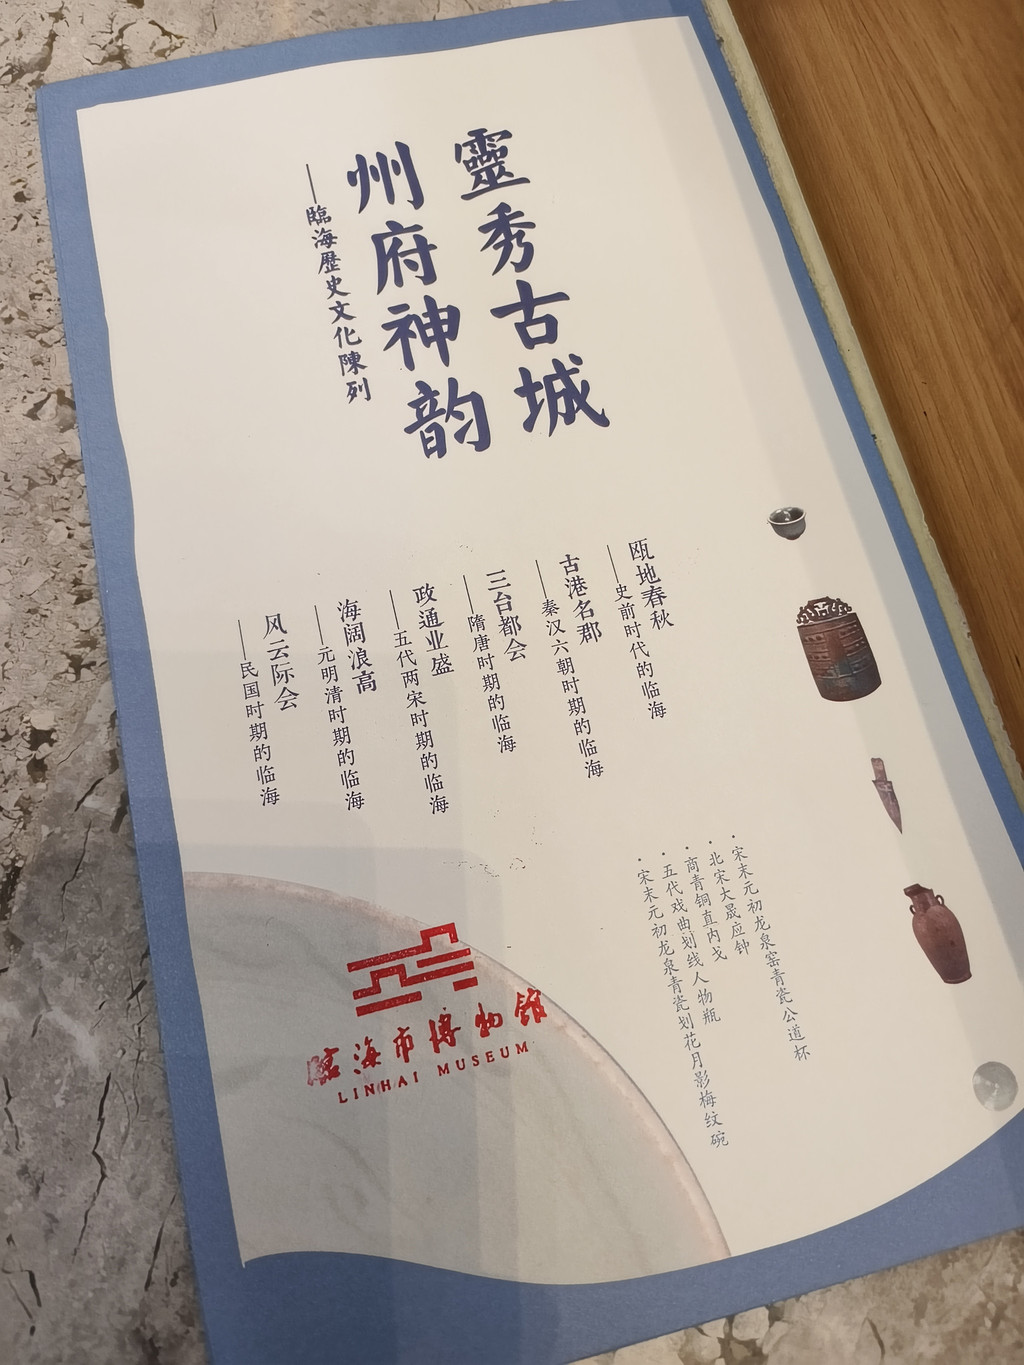 靈秀古城
州府神韵
——臨海歷史文化陳列
瓯地春秋
——史前时代的临海
古港名郡
——秦汉六朝时期的临海
三台都会
——隋唐时期的临海
政通业盛
——五代两宋时期的临海
海阔浪高
——元明清时期的临海
风云际会
——民国时期的临海
·宋末元初龙泉窑青瓷公道杯
·北宋大晟应钟
·商青铜直内戈
·五代戏曲划线人物瓶
·宋末元初龙泉青瓷划花月影梅纹碗
臨海市博物館
LINHAI MUSEUM